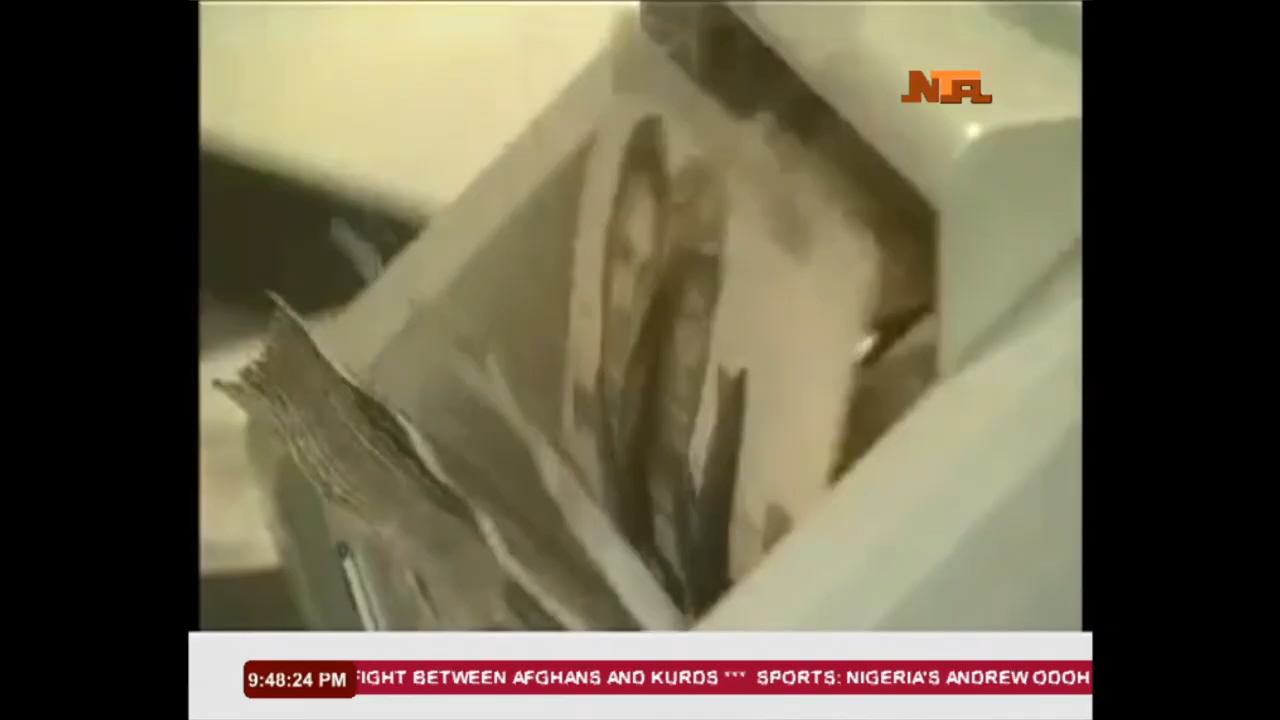 NTA
9:48:24 PM FIGHT BETWEEN AFGHANS AND KURDS *** SPORTS: NIGERIA'S ANDREW ODOH